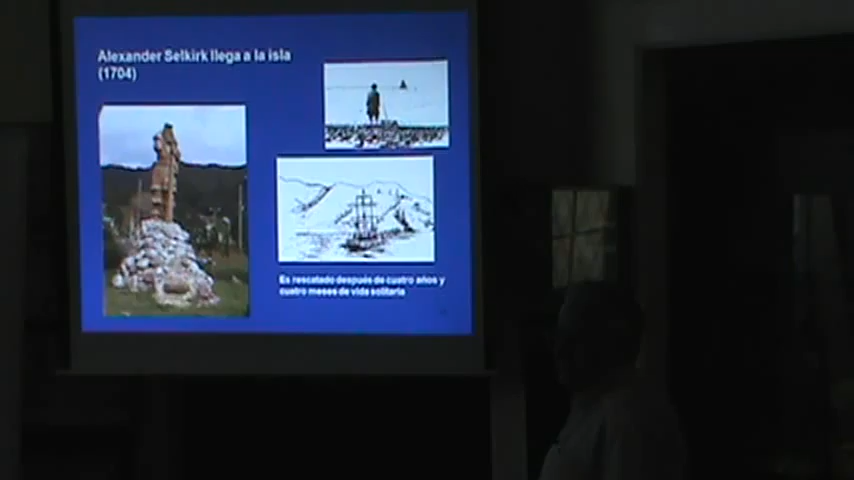 Alexander Selkirk llega a la isla
(1704)
Es rescatado después de cuatro años y
cuatro meses de vida solitaria